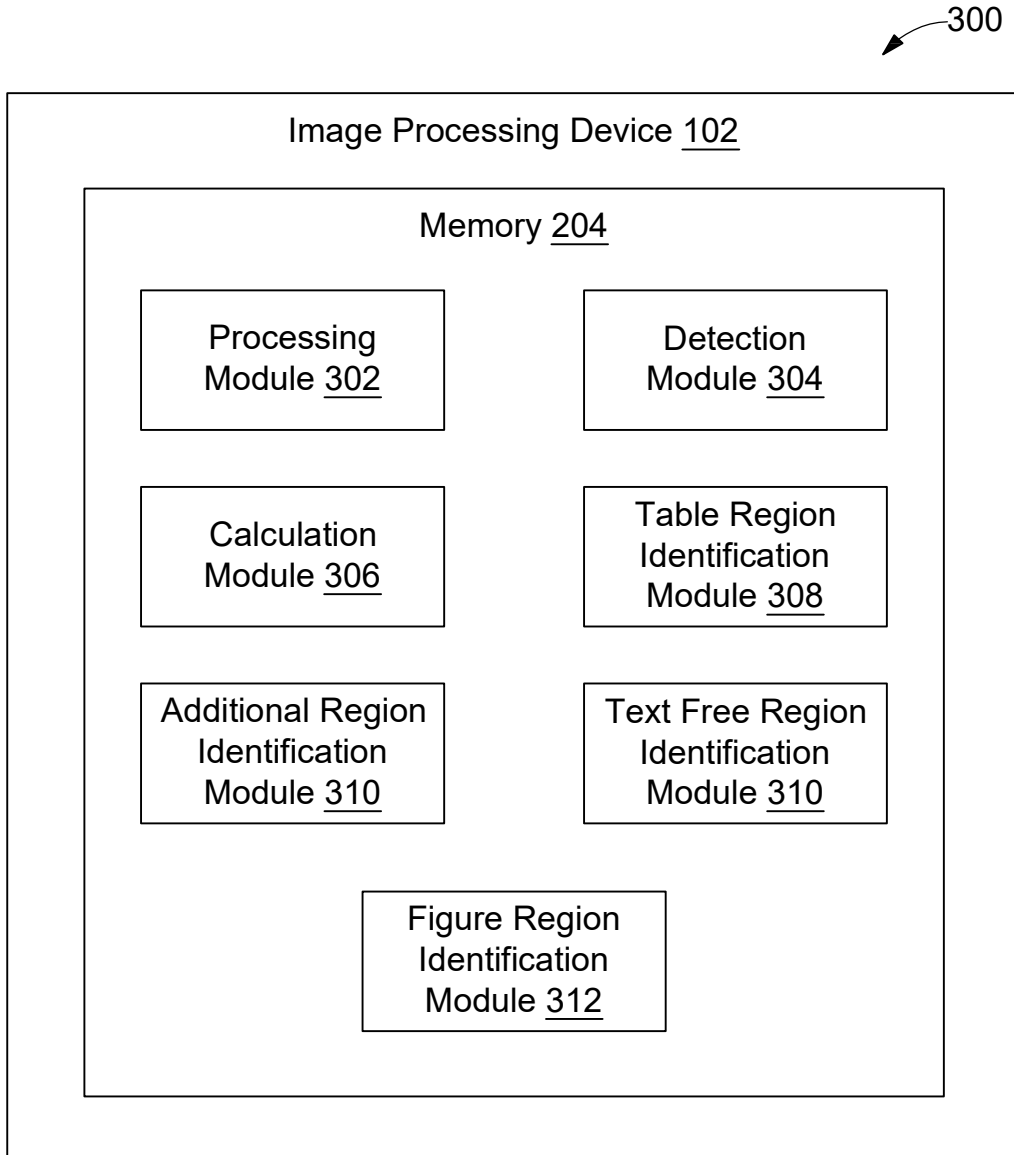 300
Image Processing Device 102
Memory 204
Processing
Module 302
Detection
Module 304
Calculation
Module 306
Table Region
Identification
Module 308
Additional Region
Identification
Module 310
Text Free Region
Identification
Module 310
Figure Region
Identification
Module 312